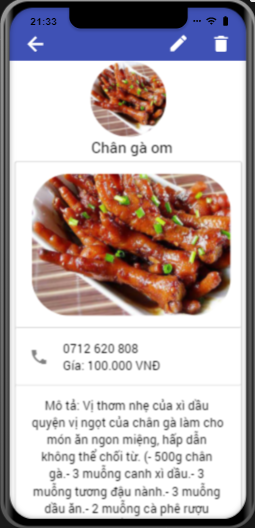 21:33
Chân gà om
0712 620 808
Gía: 100.000 VNĐ
Mô tả: Vị thơm nhẹ của xì dầu
quyện vị ngọt của chân gà làm cho
món ăn ngon miệng, hấp dẫn
không thể chối từ. (- 500g chân
gà.- 3 muỗng canh xì dầu.- 3
muỗng tương đậu nành.- 3 muỗng
dầu ăn.- 2 muỗng cà phê rượu